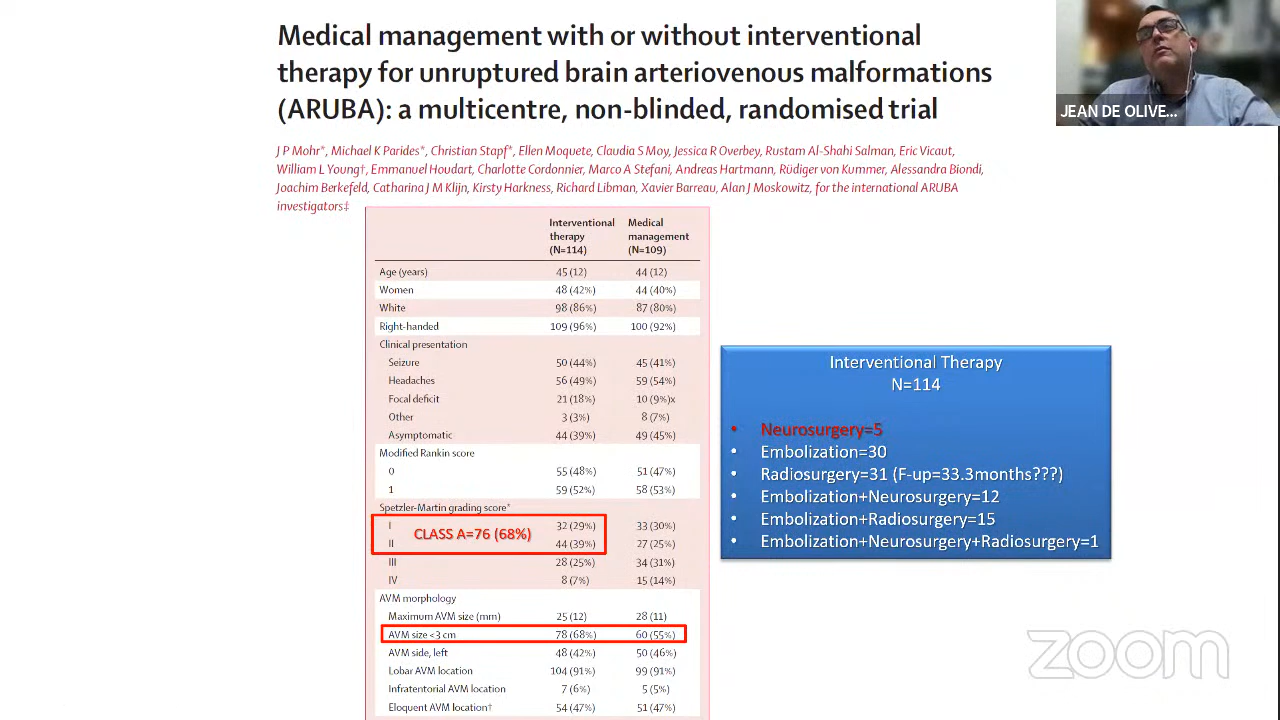 Medical management with or without interventional
therapy for unruptured brain arteriovenous malformations
(ARUBA): a multicentre, non-blinded, randomised trial
J P Mohr*, Michael K Parides*, Christian Stapf*, Ellen Moquete, Claudia S Moy, Jessica R Overbey, Rustam Al-Shahi Salman, Eric Vicaut,
William L Young†, Emmanuel Houdart, Charlotte Cordonnier, Marco A Stefani, Andreas Hartmann, Rüdiger von Kummer, Alessandra Biondi,
Joachim Berkefeld, Catharina J M Klijn, Kirsty Harkness, Richard Libman, Xavier Barreau, Alan J Moskowitz, for the international ARUBA
investigators‡
JEAN DE OLIVE...
Interventional therapy (N=114) Medical management (N=109)
Age (years) 45 (12) 44 (12)
Women 48 (42%) 44 (40%)
White 98 (86%) 87 (80%)
Right-handed 109 (96%) 100 (92%)
Clinical presentation
Seizure 50 (44%) 45 (41%)
Headaches 56 (49%) 59 (54%)
Focal deficit 21 (18%) 10 (9%)x
Other 3 (3%) 8 (7%)
Asymptomatic 44 (39%) 49 (45%)
Modified Rankin score
0 55 (48%) 51 (47%)
1 59 (52%) 58 (53%)
Spetzler-Martin grading score*
I 32 (29%) 33 (30%)
CLASS A=76 (68%)
II 44 (39%) 27 (25%)
III 28 (25%) 34 (31%)
IV 8 (7%) 15 (14%)
AVM morphology
Maximum AVM size (mm) 25 (12) 28 (11)
AVM size <3 cm 78 (68%) 60 (55%)
AVM side, left 48 (42%) 50 (46%)
Lobar AVM location 104 (91%) 99 (91%)
Infratentorial AVM location 7 (6%) 5 (5%)
Eloquent AVM location† 54 (47%) 51 (47%)
Interventional Therapy
N=114
• Neurosurgery=5
• Embolization=30
• Radiosurgery=31 (F-up=33.3months???)
• Embolization+Neurosurgery=12
• Embolization+Radiosurgery=15
• Embolization+Neurosurgery+Radiosurgery=1
zoom